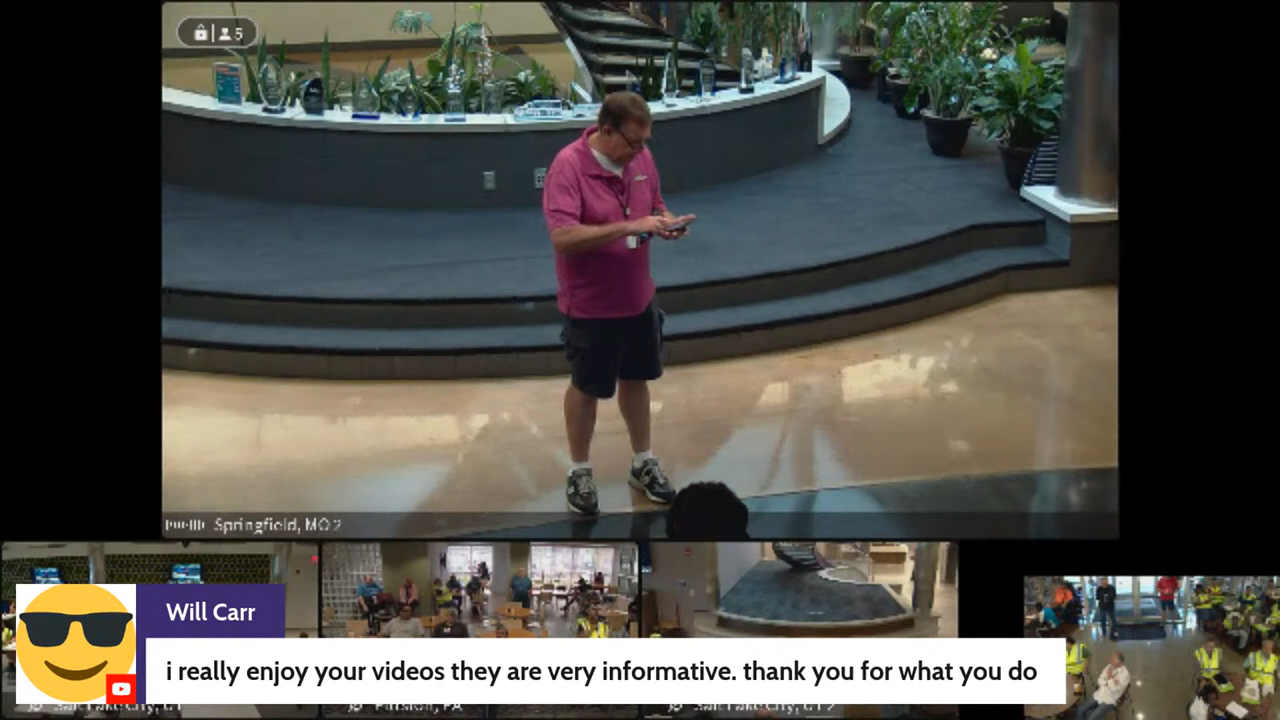 5
Springfield, MO 2
Will Carr
i really enjoy your videos they are very informative. thank you for what you do